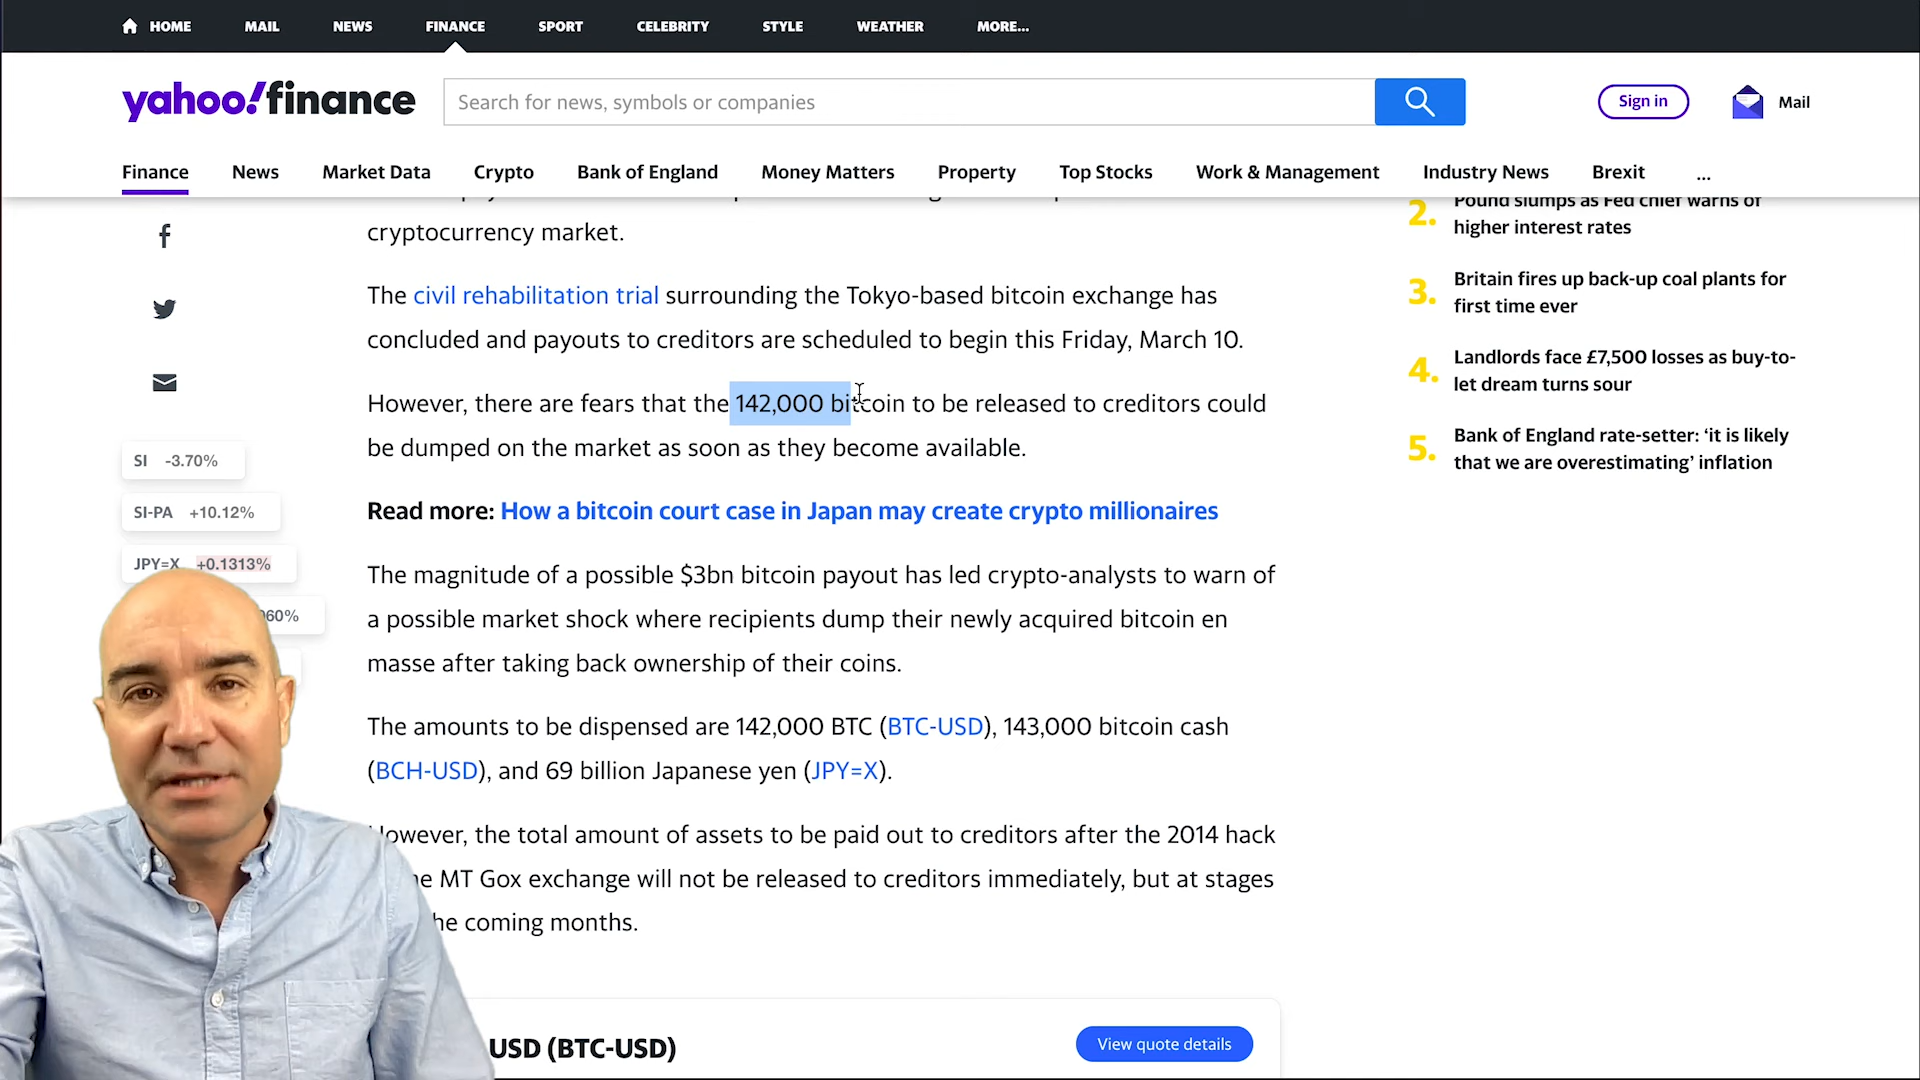 HOME MAIL NEWS FINANCE SPORT CELEBRITY STYLE WEATHER MORE...
yahoo!finance
Search for news, symbols or companies
Sign in
Mail
Finance News Market Data Crypto Bank of England Money Matters Property Top Stocks Work & Management Industry News Brexit ...
cryptocurrency market.
The civil rehabilitation trial surrounding the Tokyo-based bitcoin exchange has
concluded and payouts to creditors are scheduled to begin this Friday, March 10.
However, there are fears that the 142,000 bitcoin to be released to creditors could
be dumped on the market as soon as they become available.
Read more: How a bitcoin court case in Japan may create crypto millionaires
The magnitude of a possible $3bn bitcoin payout has led crypto-analysts to warn of
a possible market shock where recipients dump their newly acquired bitcoin en
masse after taking back ownership of their coins.
The amounts to be dispensed are 142,000 BTC (BTC-USD), 143,000 bitcoin cash
(BCH-USD), and 69 billion Japanese yen (JPY=X).
However, the total amount of assets to be paid out to creditors after the 2014 hack
MT Gox exchange will not be released to creditors immediately, but at stages
coming months.
USD (BTC-USD)
View quote details
SI -3.70%
SI-PA +10.12%
JPY=X +0.1313%
060%
2. Pound slumps as Fed chief warns of
higher interest rates
3. Britain fires up back-up coal plants for
first time ever
4. Landlords face £7,500 losses as buy-to-
let dream turns sour
5. Bank of England rate-setter: ‘it is likely
that we are overestimating’ inflation